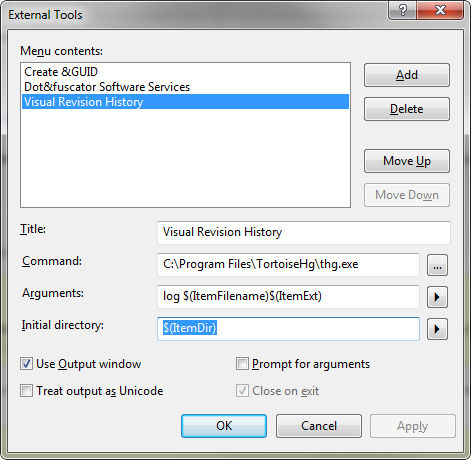 External Tools
Menu contents:
Create &GUID
Dot&fuscator Software Services
Visual Revision History
Add
Delete
Move Up
Move Down
Title:
Visual Revision History
Command:
C:\Program Files\TortoiseHg\thg.exe
...
Arguments:
log $(ItemFilename)$(ItemExt)
Initial directory:
$(ItemDir)
Use Output window
Prompt for arguments
Treat output as Unicode
Close on exit
OK
Cancel
Apply